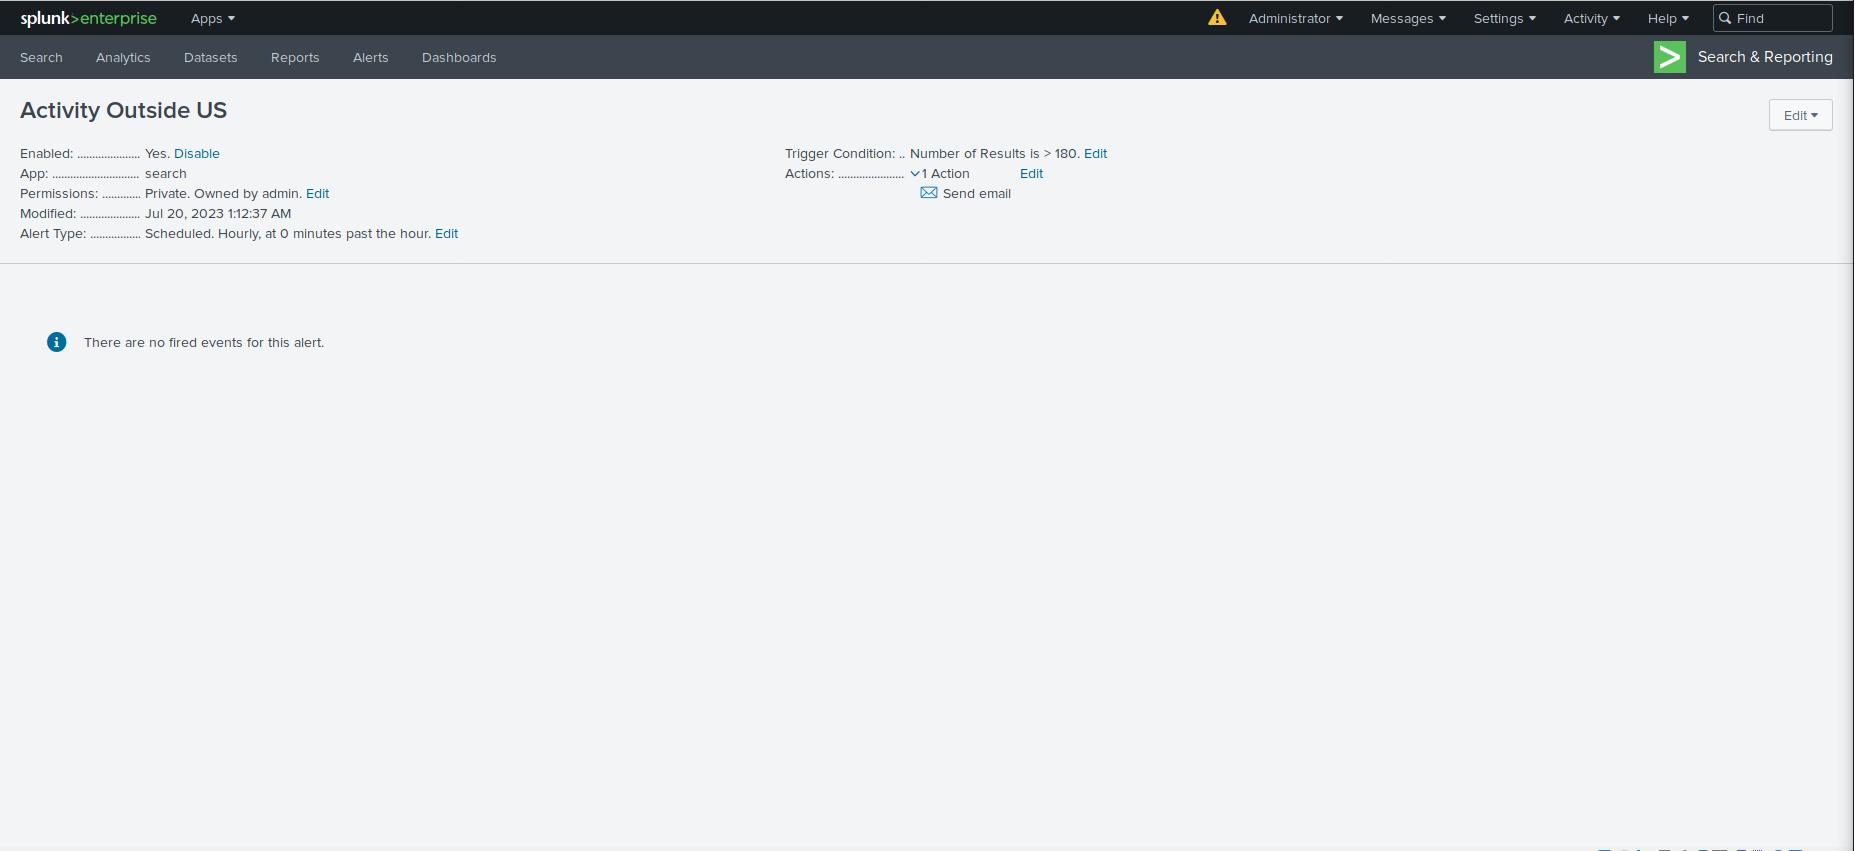 splunk>enterprise Apps Administrator Messages Settings Activity Help Find
Search Analytics Datasets Reports Alerts Dashboards Search & Reporting
Activity Outside US
Edit
Enabled: ..................... Yes. Disable
App: ............................. search
Permissions: ............. Private. Owned by admin. Edit
Modified: .................... Jul 20, 2023 1:12:37 AM
Alert Type: ................. Scheduled. Hourly, at 0 minutes past the hour. Edit
Trigger Condition: .. Number of Results is > 180. Edit
Actions: ...................... 1 Action Edit
Send email
There are no fired events for this alert.